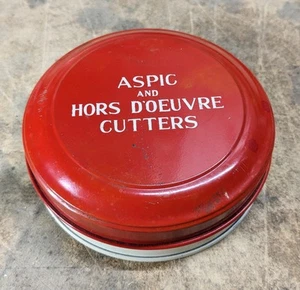 ASPIC
AND
HORS D'OEUVRE
CUTTERS